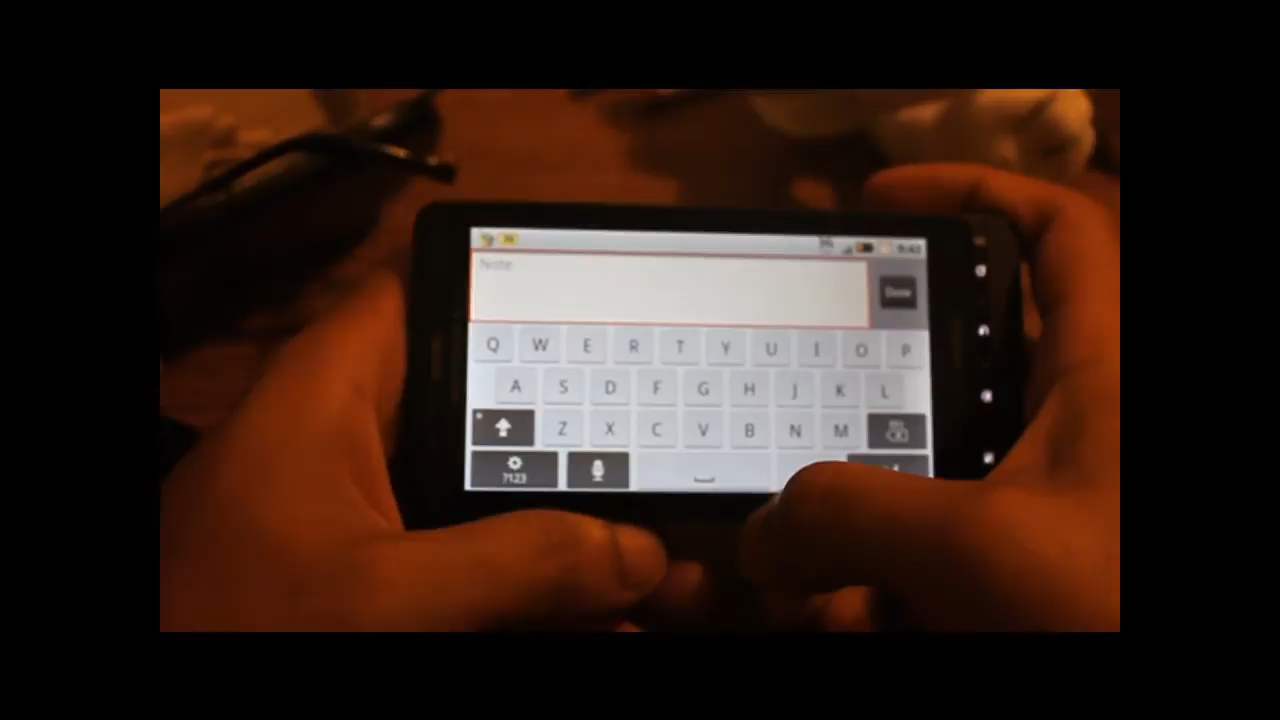 Note
Done
Q W E R T Y U I O P
A S D F G H J K L
Z X C V B N M
?123